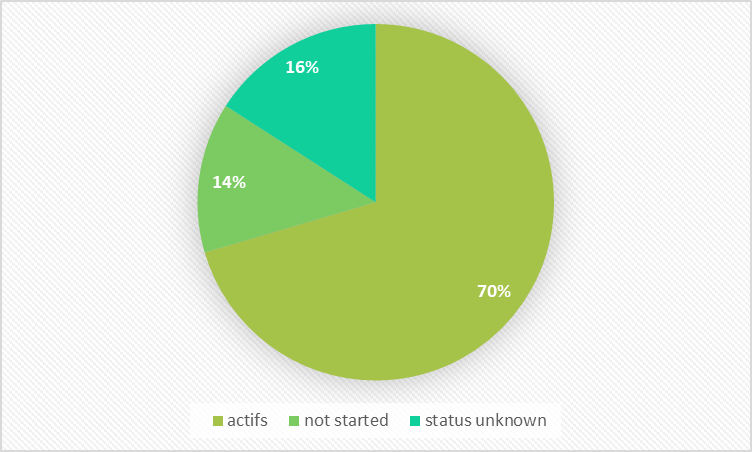 16%
14%
70%
actifs not started status unknown